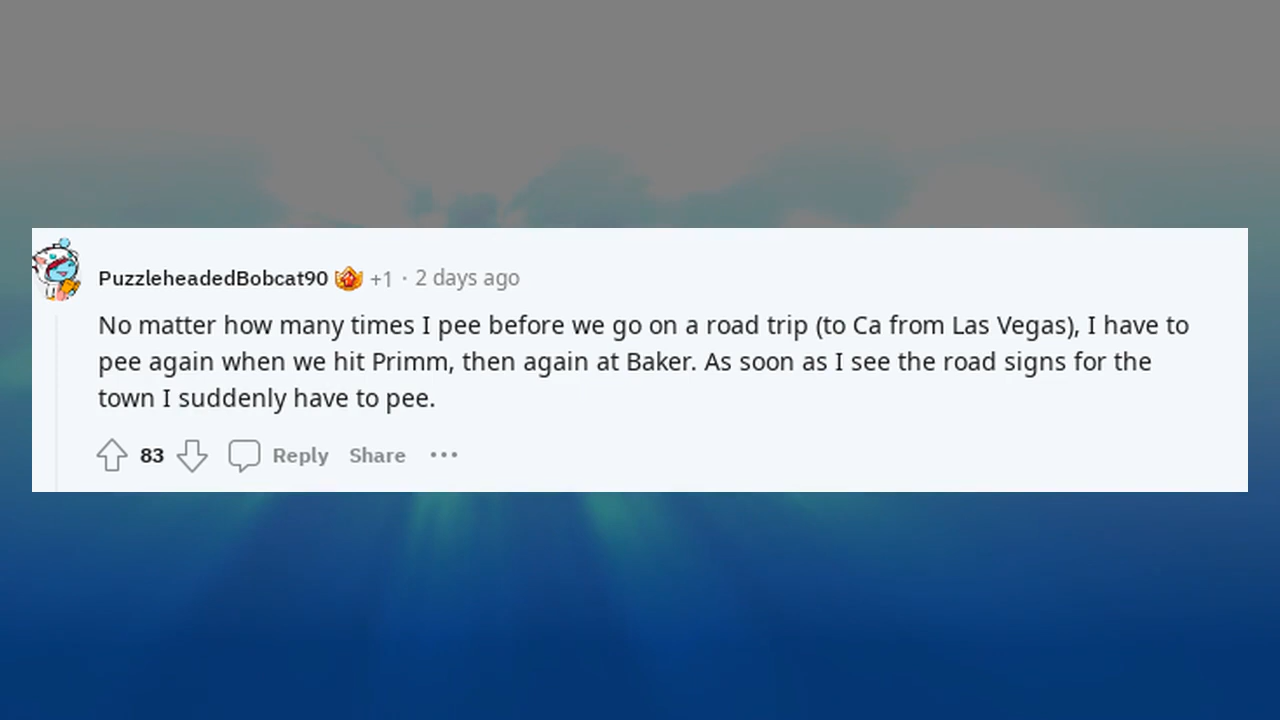 PuzzleheadedBobcat90 +1 · 2 days ago
No matter how many times I pee before we go on a road trip (to Ca from Las Vegas), I have to
pee again when we hit Primm, then again at Baker. As soon as I see the road signs for the
town I suddenly have to pee.
83 Reply Share •••